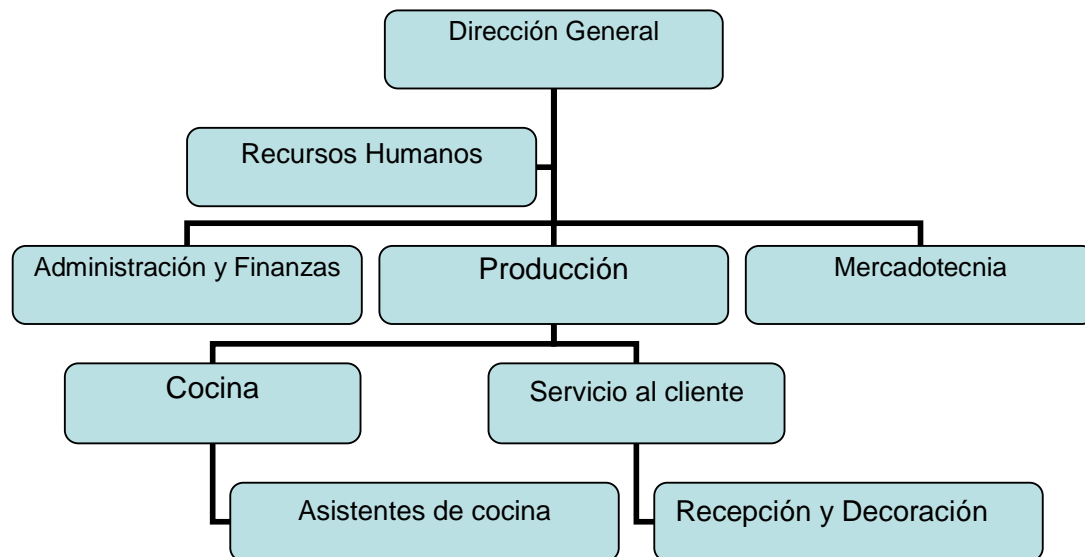 Dirección General
Recursos Humanos
Administración y Finanzas
Producción
Mercadotecnia
Cocina
Servicio al cliente
Asistentes de cocina
Recepción y Decoración